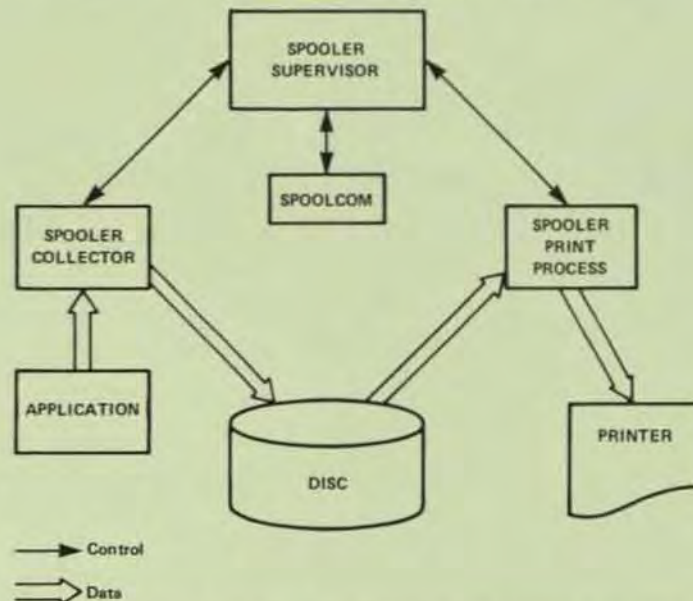 SPOOLER
SUPERVISOR
SPOOLCOM
SPOOLER
COLLECTOR
SPOOLER
PRINT
PROCESS
APPLICATION
DISC
PRINTER
Control
Data